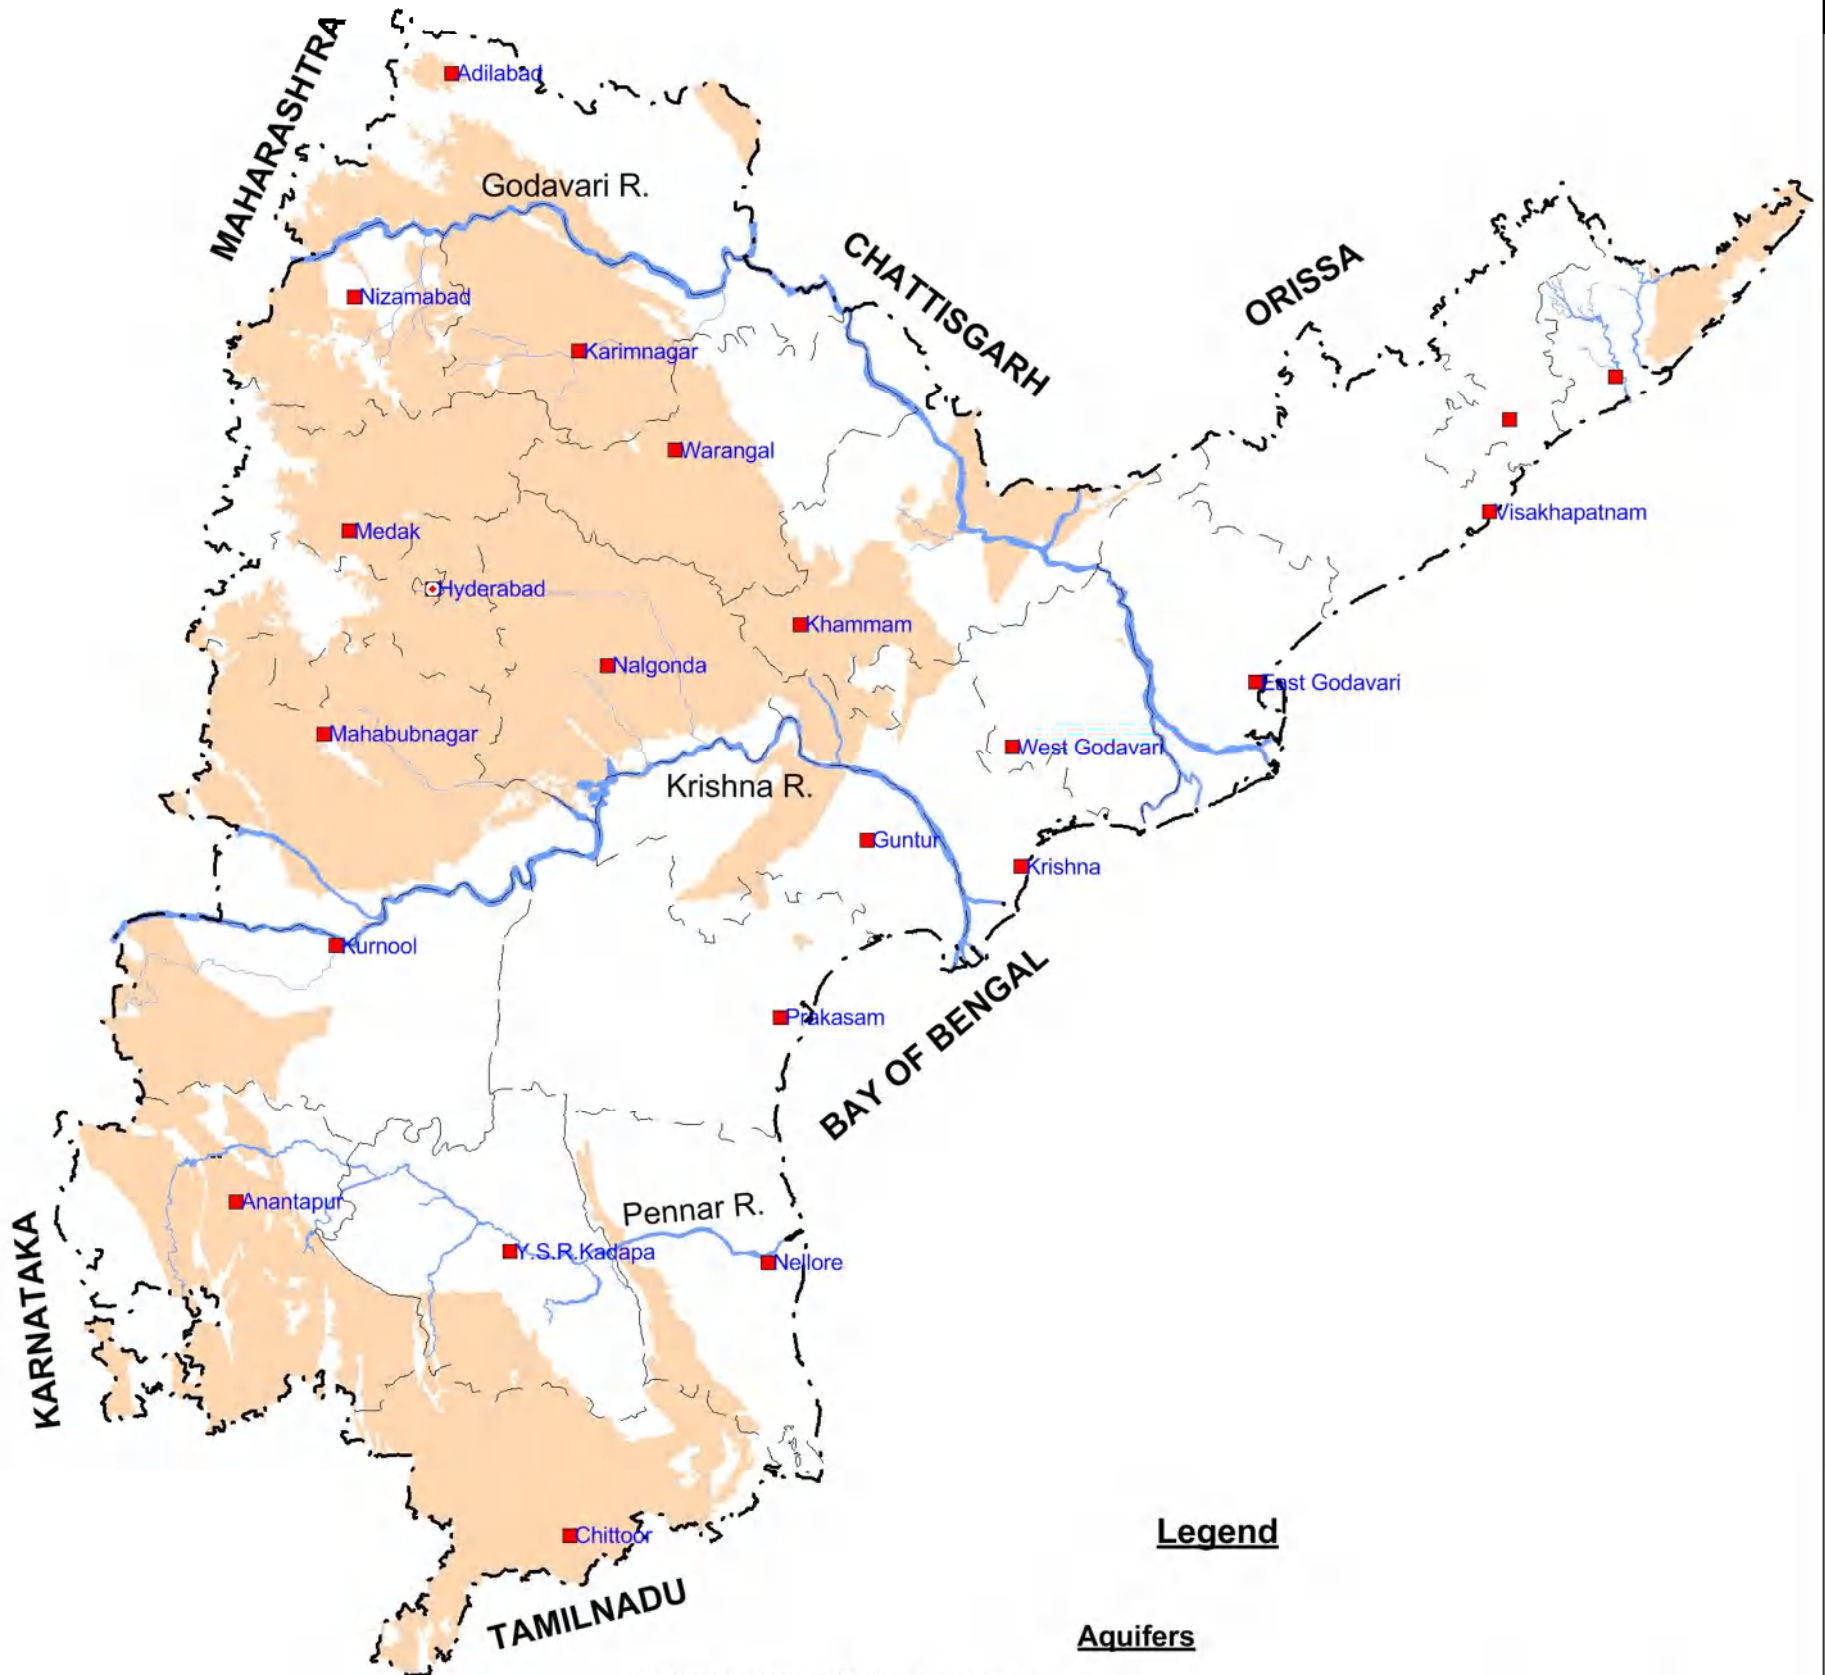 MAHARASHTRA
Adilabad
Godavari R.
CHATTISGARH
ORISSA
Nizamabad
Karimnagar
Warangal
Medak
Visakhapatnam
Hyderabad
Khammam
Nalgonda
East Godavari
Mahabubnagar
West Godavari
Krishna R.
Guntur
Krishna
Kurnool
Prakasam
BAY OF BENGAL
Anantapur
Pennar R.
Y.S.R.Kadapa
Nellore
KARNATAKA
Chittoor
TAMILNADU
Legend
Aquifers